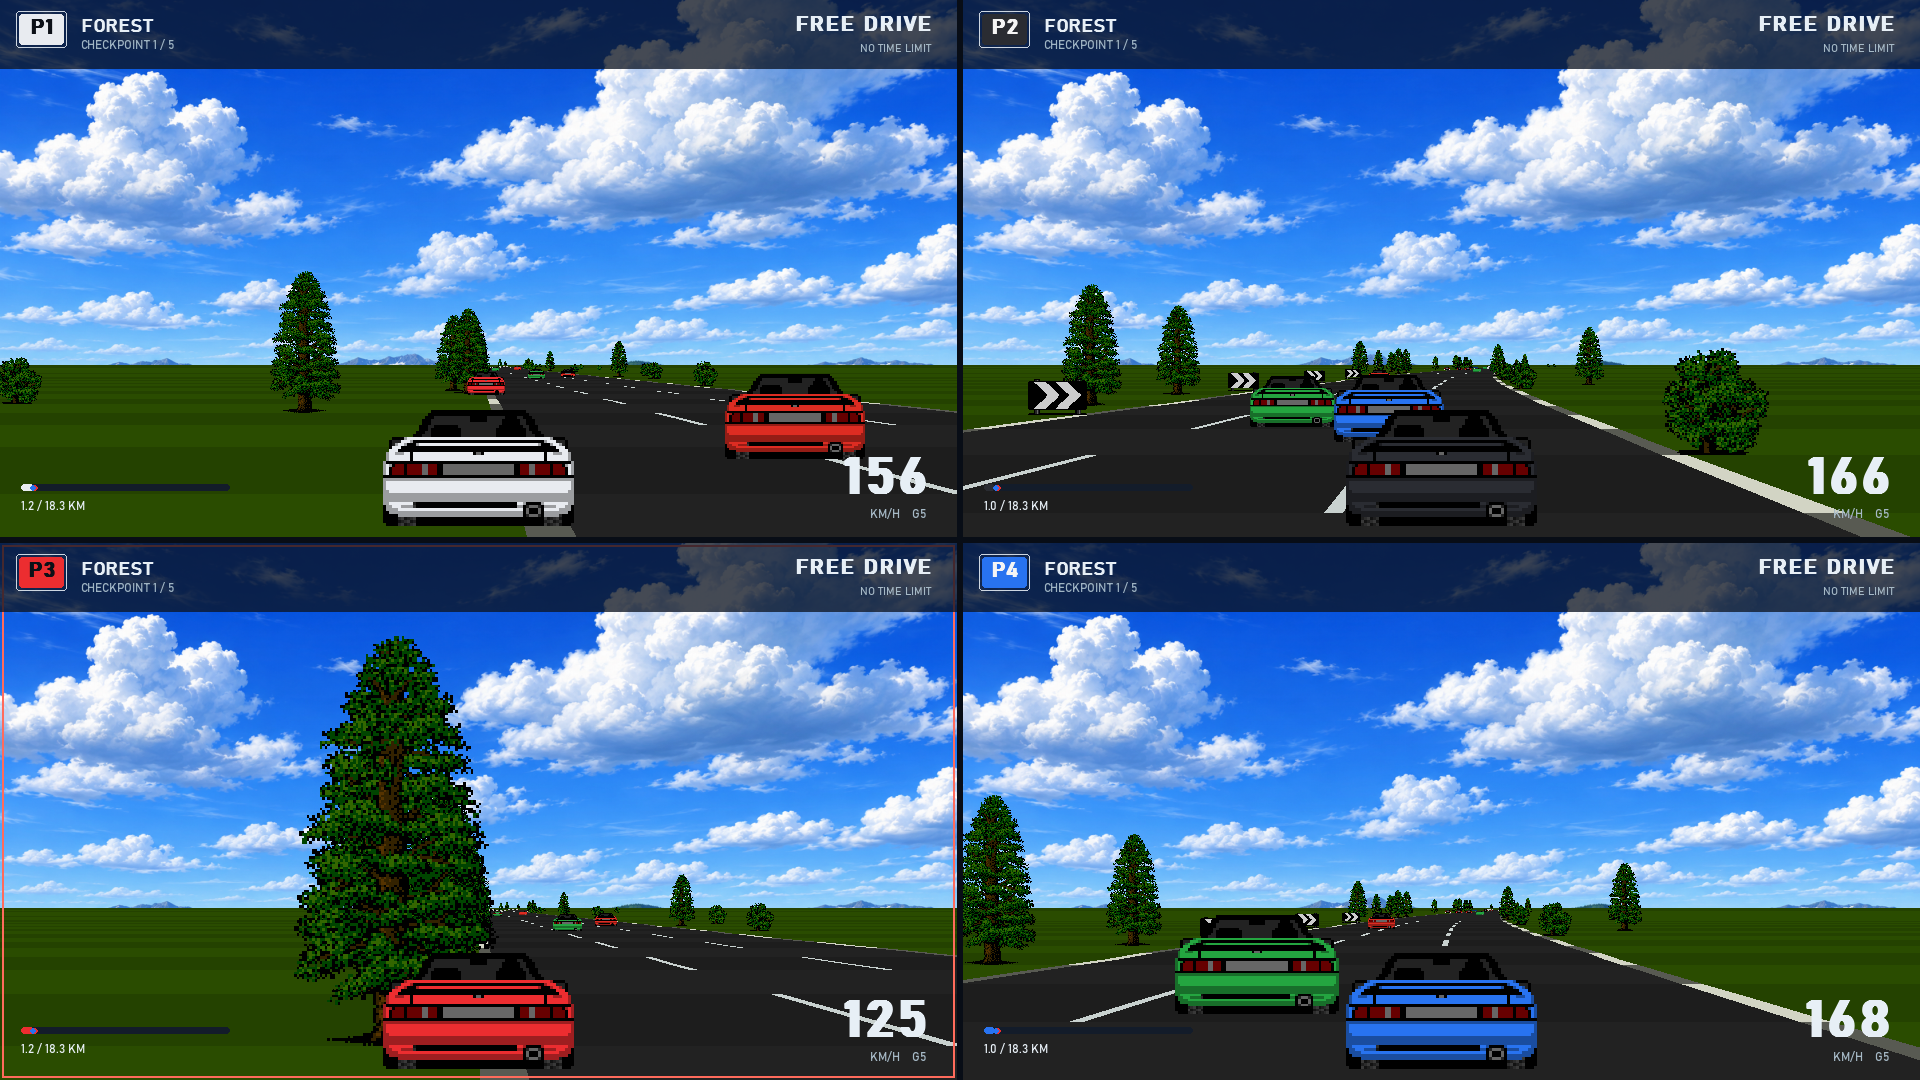 P1
FOREST
CHECKPOINT 1 / 5
FREE DRIVE
NO TIME LIMIT
1.2 / 18.3 KM
156
KM/H G5
P2
FOREST
CHECKPOINT 1 / 5
FREE DRIVE
NO TIME LIMIT
1.0 / 18.3 KM
166
KM/H G5
P3
FOREST
CHECKPOINT 1 / 5
FREE DRIVE
NO TIME LIMIT
1.2 / 18.3 KM
125
KM/H G5
P4
FOREST
CHECKPOINT 1 / 5
FREE DRIVE
NO TIME LIMIT
1.0 / 18.3 KM
168
KM/H G5